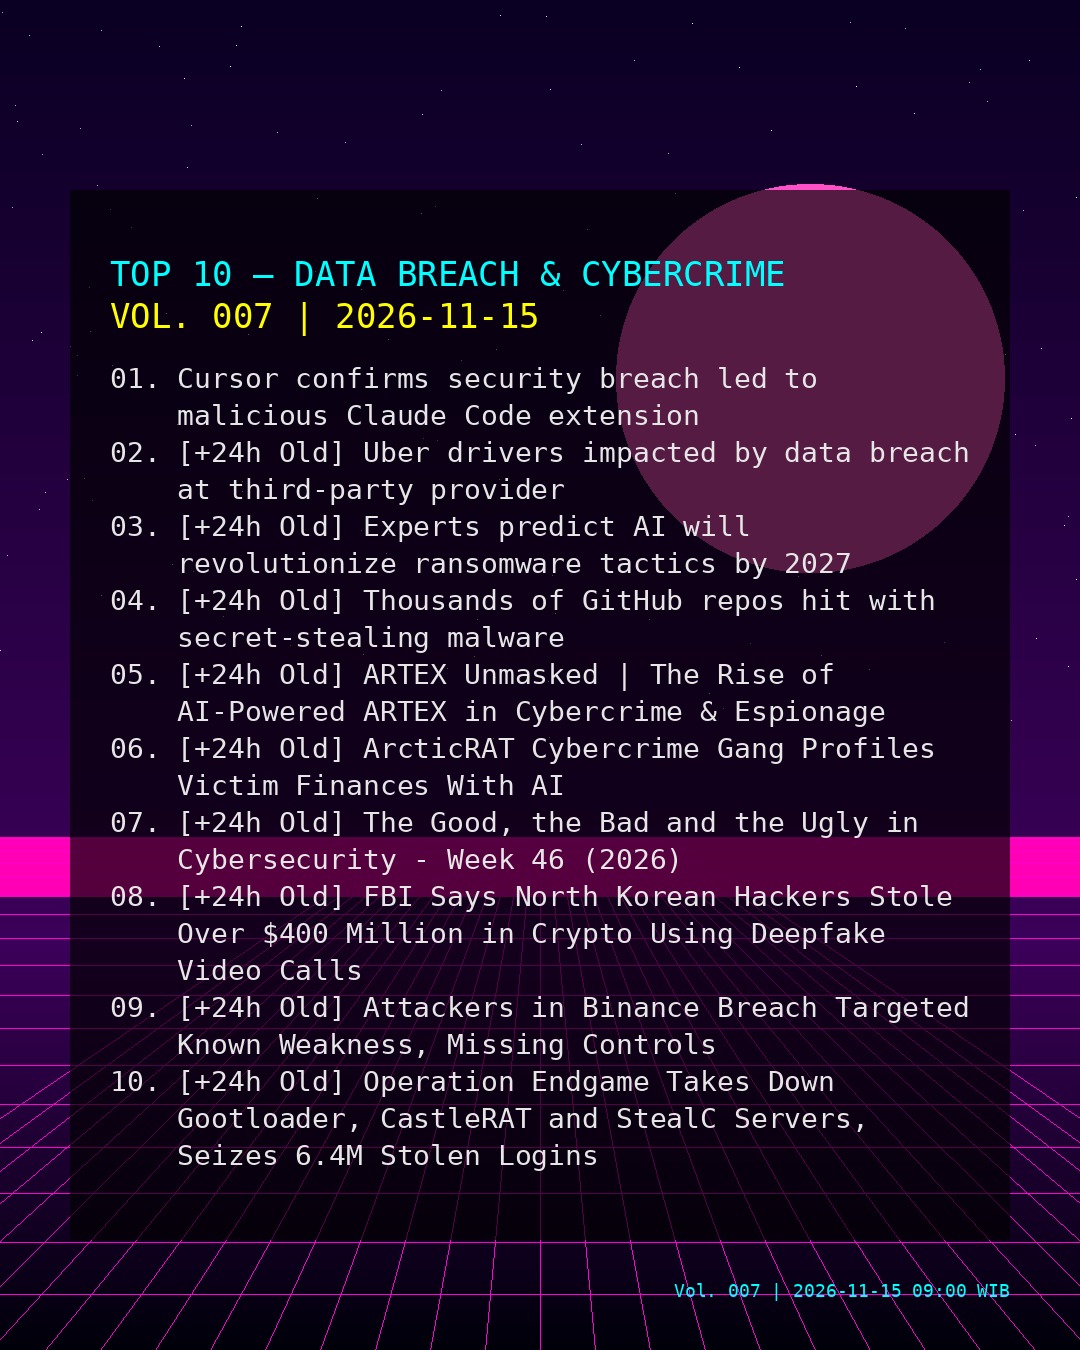 TOP 10 — DATA BREACH & CYBERCRIME
VOL. 007 | 2026-11-15
01. Cursor confirms security breach led to
malicious Claude Code extension
02. [+24h Old] Uber drivers impacted by data breach
at third-party provider
03. [+24h Old] Experts predict AI will
revolutionize ransomware tactics by 2027
04. [+24h Old] Thousands of GitHub repos hit with
secret-stealing malware
05. [+24h Old] ARTEX Unmasked | The Rise of
AI-Powered ARTEX in Cybercrime & Espionage
06. [+24h Old] ArcticRAT Cybercrime Gang Profiles
Victim Finances With AI
07. [+24h Old] The Good, the Bad and the Ugly in
Cybersecurity - Week 46 (2026)
08. [+24h Old] FBI Says North Korean Hackers Stole
Over $400 Million in Crypto Using Deepfake
Video Calls
09. [+24h Old] Attackers in Binance Breach Targeted
Known Weakness, Missing Controls
10. [+24h Old] Operation Endgame Takes Down
Gootloader, CastleRAT and StealC Servers,
Seizes 6.4M Stolen Logins
Vol. 007 | 2026-11-15 09:00 WIB